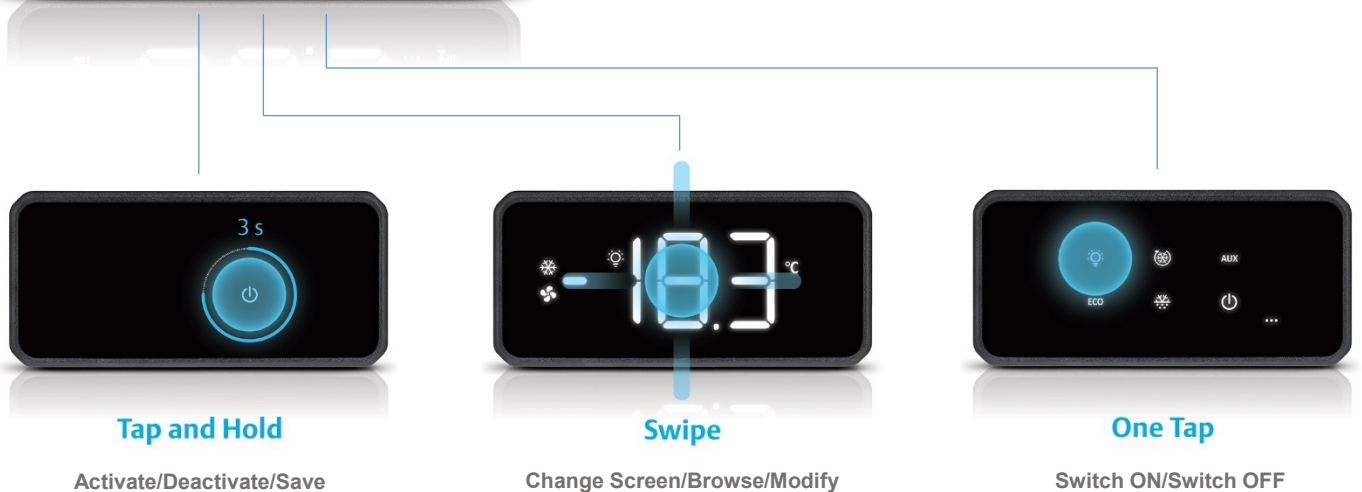 3 s
-18.3 °C
AUX
ECO
...
Tap and Hold
Swipe
One Tap
Activate/Deactivate/Save
Change Screen/Browse/Modify
Switch ON/Switch OFF